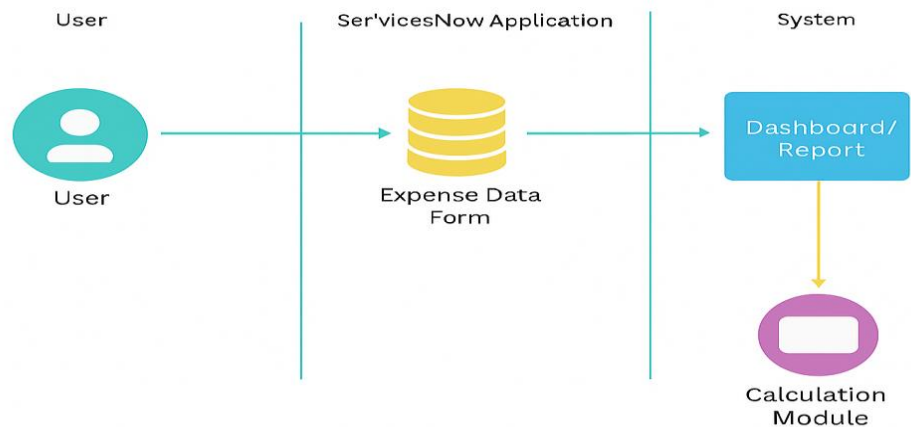 User
Ser'vicesNow Application
System
User
Expense Data
Form
Dashboard/
Report
Calculation
Module